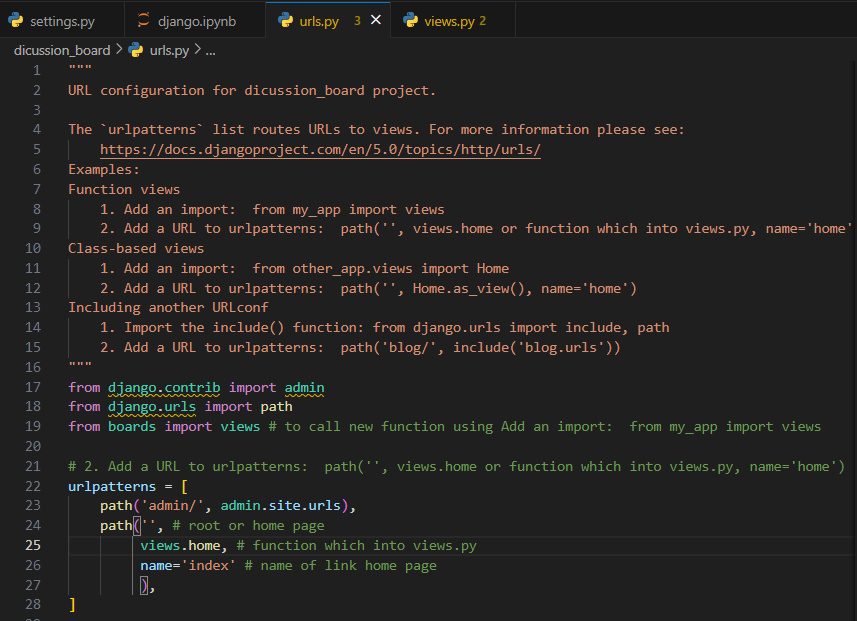 settings.py django.ipynb urls.py 3 views.py 2
dicussion_board > urls.py > ...
1 """
2 URL configuration for dicussion_board project.
3
4 The `urlpatterns` list routes URLs to views. For more information please see:
5 https://docs.djangoproject.com/en/5.0/topics/http/urls/
6 Examples:
7 Function views
8 1. Add an import:  from my_app import views
9 2. Add a URL to urlpatterns:  path('', views.home or function which into views.py, name='home'
10 Class-based views
11 1. Add an import:  from other_app.views import Home
12 2. Add a URL to urlpatterns:  path('', Home.as_view(), name='home')
13 Including another URLconf
14 1. Import the include() function: from django.urls import include, path
15 2. Add a URL to urlpatterns:  path('blog/', include('blog.urls'))
16 """
17 from django.contrib import admin
18 from django.urls import path
19 from boards import views # to call new function using Add an import:  from my_app import views
20
21 # 2. Add a URL to urlpatterns:  path('', views.home or function which into views.py, name='home')
22 urlpatterns = [
23 path('admin/', admin.site.urls),
24 path('', # root or home page
25 views.home, # function which into views.py
26 name='index' # name of link home page
27 ),
28 ]